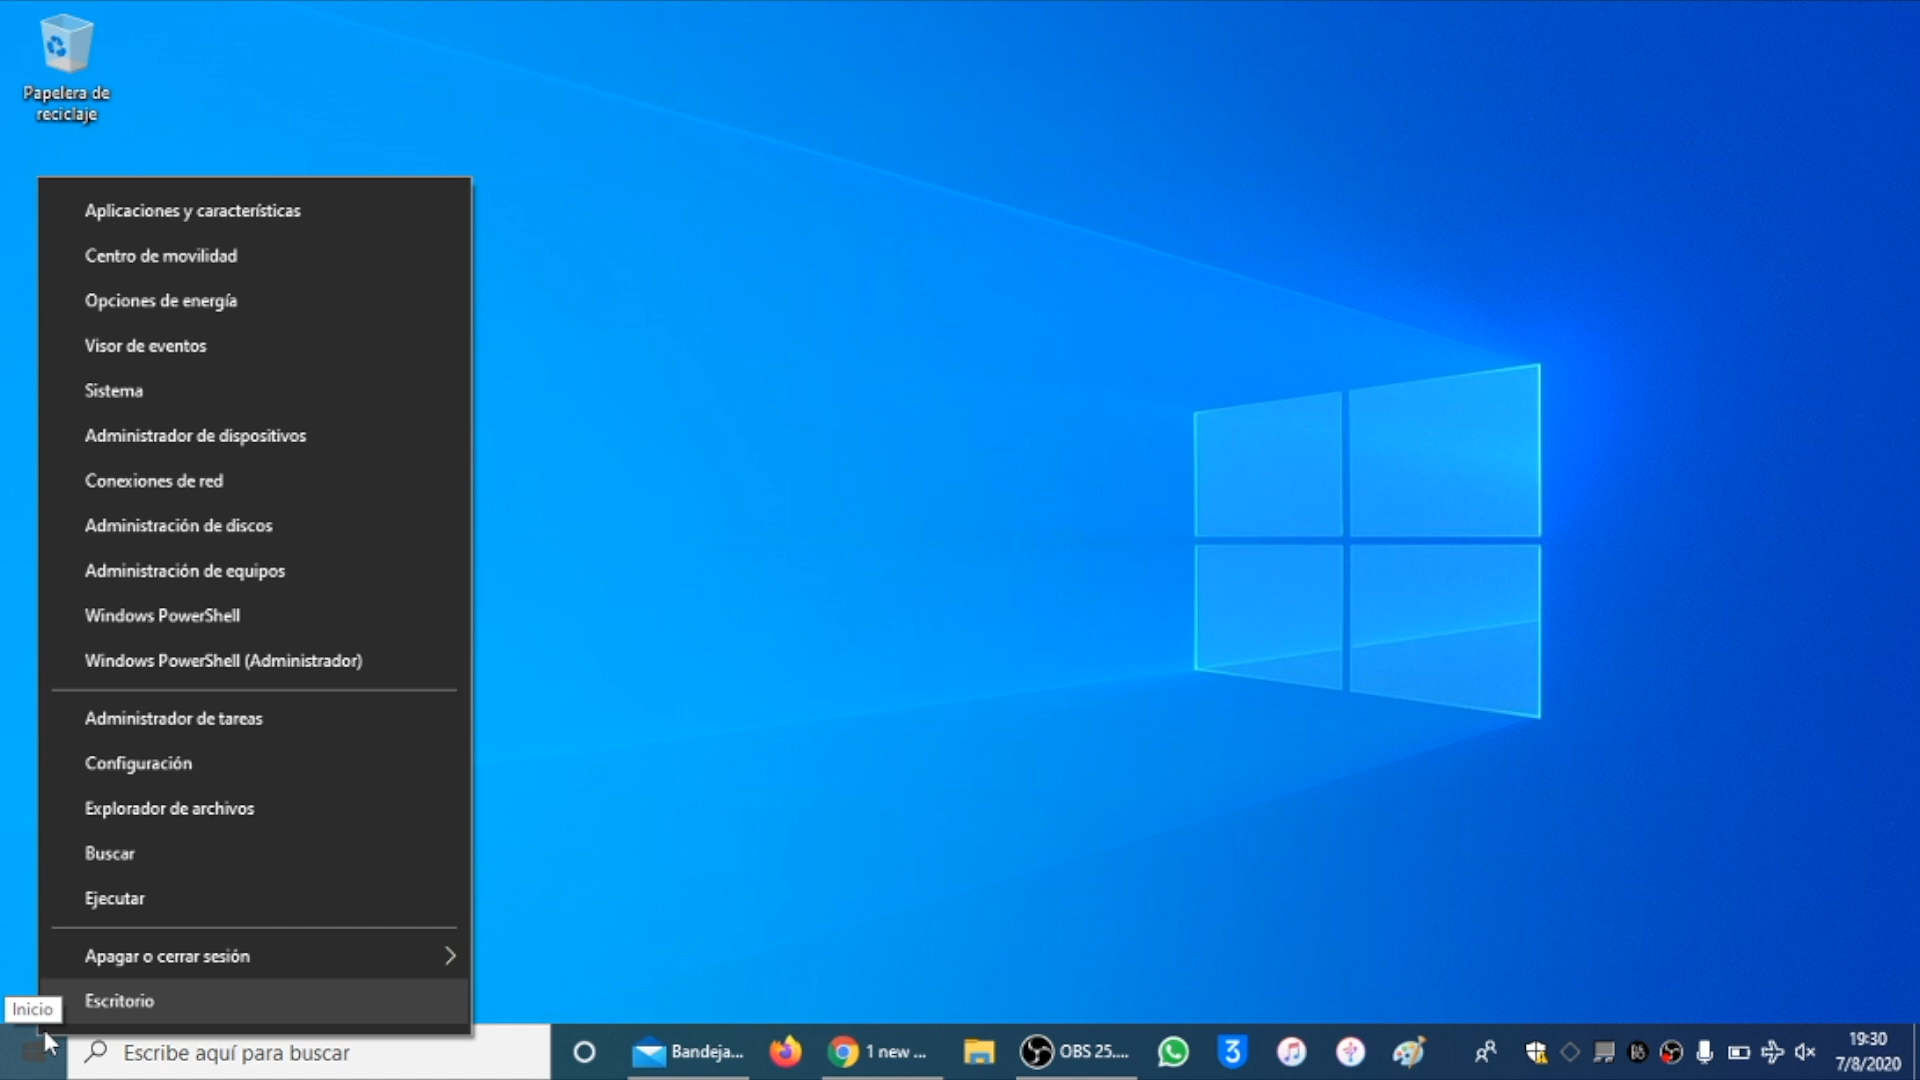 Papelera de
reciclaje
Aplicaciones y características
Centro de movilidad
Opciones de energía
Visor de eventos
Sistema
Administrador de dispositivos
Conexiones de red
Administración de discos
Administración de equipos
Windows PowerShell
Windows PowerShell (Administrador)
Administrador de tareas
Configuración
Explorador de archivos
Buscar
Ejecutar
Apagar o cerrar sesión
Escritorio
Inicio
Escribe aquí para buscar
Bandeja...
1 new ...
OBS 25....
3
19:30
7/8/2020